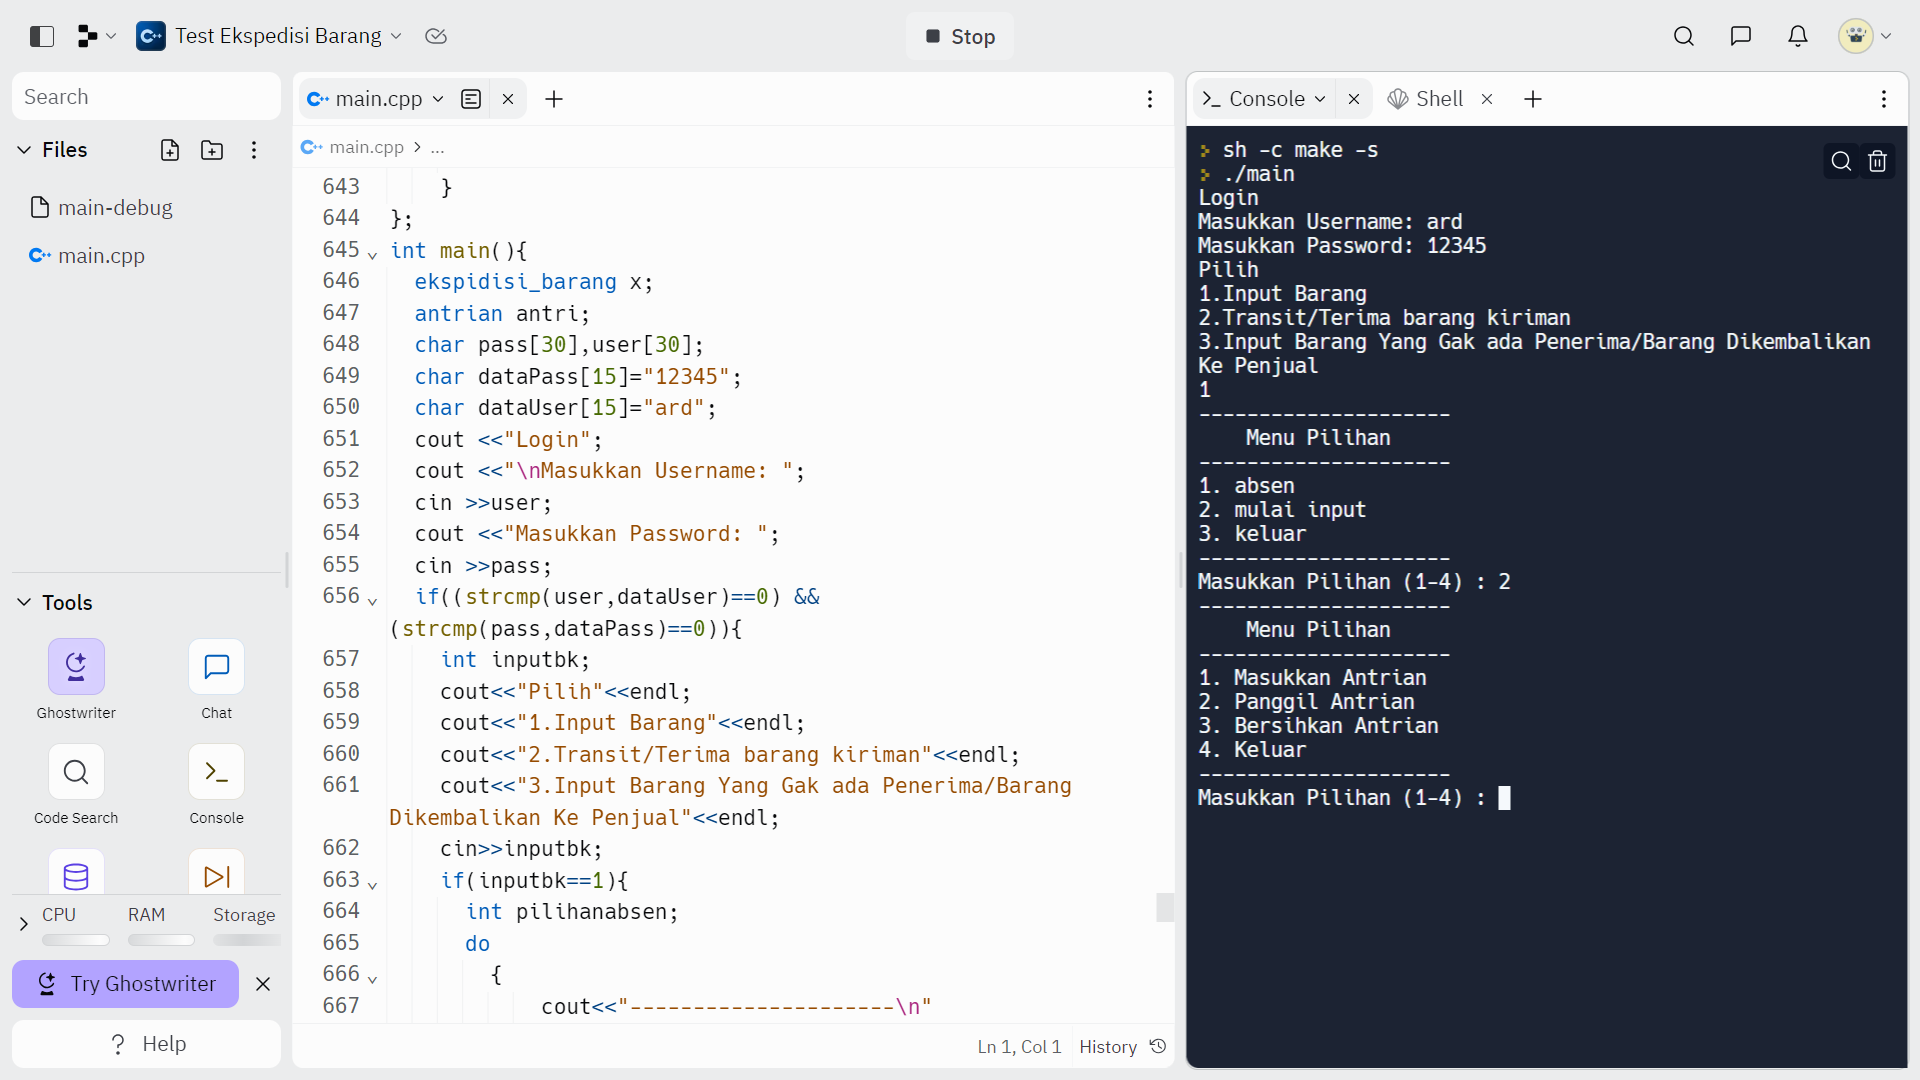 Test Ekspedisi Barang
Stop
Search
Files
main-debug
main.cpp
Tools
Ghostwriter
Chat
Code Search
Console
CPU
RAM
Storage
Try Ghostwriter
Help
main.cpp
main.cpp > ...
643 }
644 };
645 int main(){
646 ekspidisi_barang x;
647 antrian antri;
648 char pass[30],user[30];
649 char dataPass[15]="12345";
650 char dataUser[15]="ard";
651 cout <<"Login";
652 cout <<"\nMasukkan Username: ";
653 cin >>user;
654 cout <<"Masukkan Password: ";
655 cin >>pass;
656 if((strcmp(user,dataUser)==0) &&
(strcmp(pass,dataPass)==0)){
657 int inputbk;
658 cout<<"Pilih"<<endl;
659 cout<<"1.Input Barang"<<endl;
660 cout<<"2.Transit/Terima barang kiriman"<<endl;
661 cout<<"3.Input Barang Yang Gak ada Penerima/Barang
Dikembalikan Ke Penjual"<<endl;
662 cin>>inputbk;
663 if(inputbk==1){
664 int pilihanabsen;
665 do
666 {
667 cout<<"---------------------\n"
Ln 1, Col 1 History
Console
Shell
sh -c make -s
./main
Login
Masukkan Username: ard
Masukkan Password: 12345
Pilih
1.Input Barang
2.Transit/Terima barang kiriman
3.Input Barang Yang Gak ada Penerima/Barang Dikembalikan
Ke Penjual
1
---------------------
Menu Pilihan
---------------------
1. absen
2. mulai input
3. keluar
---------------------
Masukkan Pilihan (1-4) : 2
---------------------
Menu Pilihan
---------------------
1. Masukkan Antrian
2. Panggil Antrian
3. Bersihkan Antrian
4. Keluar
---------------------
Masukkan Pilihan (1-4) :